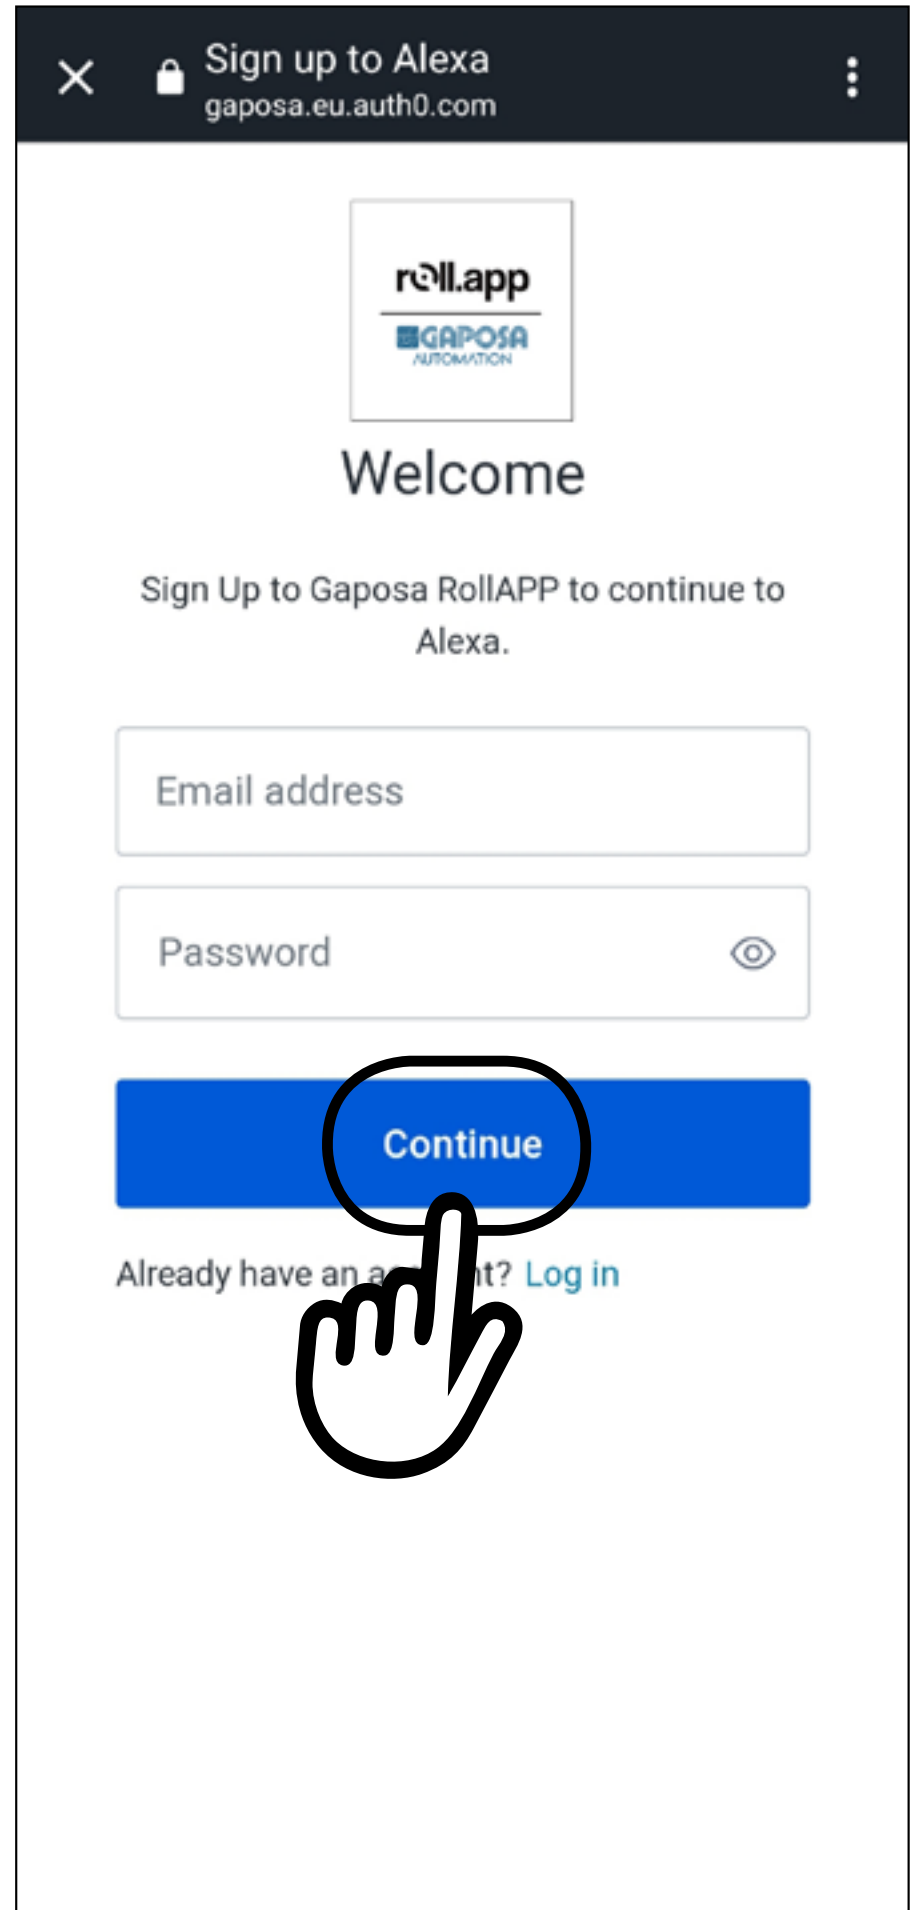 Sign up to Alexa
gaposa.eu.auth0.com
roll.app
GAPOSA
AUTOMATION
Welcome
Sign Up to Gaposa RollAPP to continue to
Alexa.
Email address
Password
Continue
Already have an t? Log in